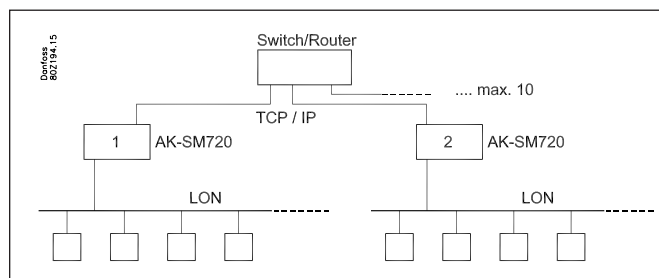 Danfoss
80Z194.15
Switch/Router
.... max. 10
TCP / IP
1
AK-SM720
2
AK-SM720
LON
LON